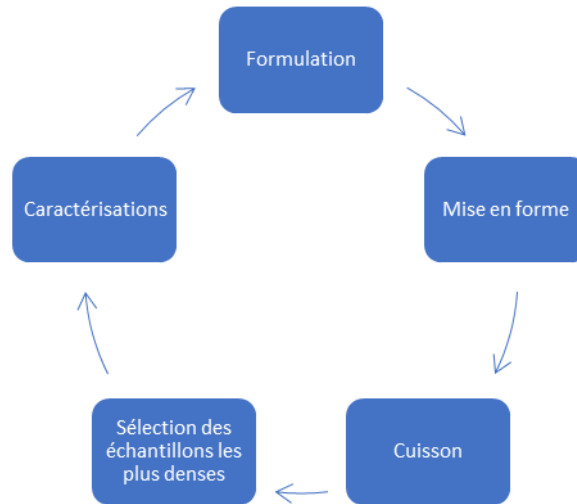 Formulation
Mise en forme
Cuisson
Sélection des
échantillons les
plus denses
Caractérisations